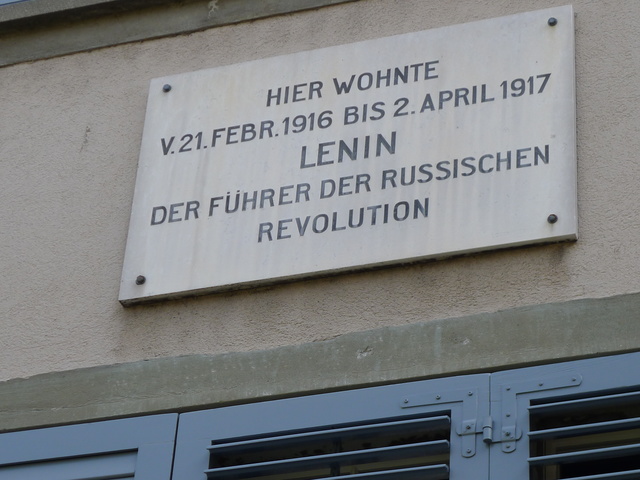 HIER WOHNTE
V. 21. FEBR. 1916 BIS 2. APRIL 1917
LENIN
DER FÜHRER DER RUSSISCHEN
REVOLUTION